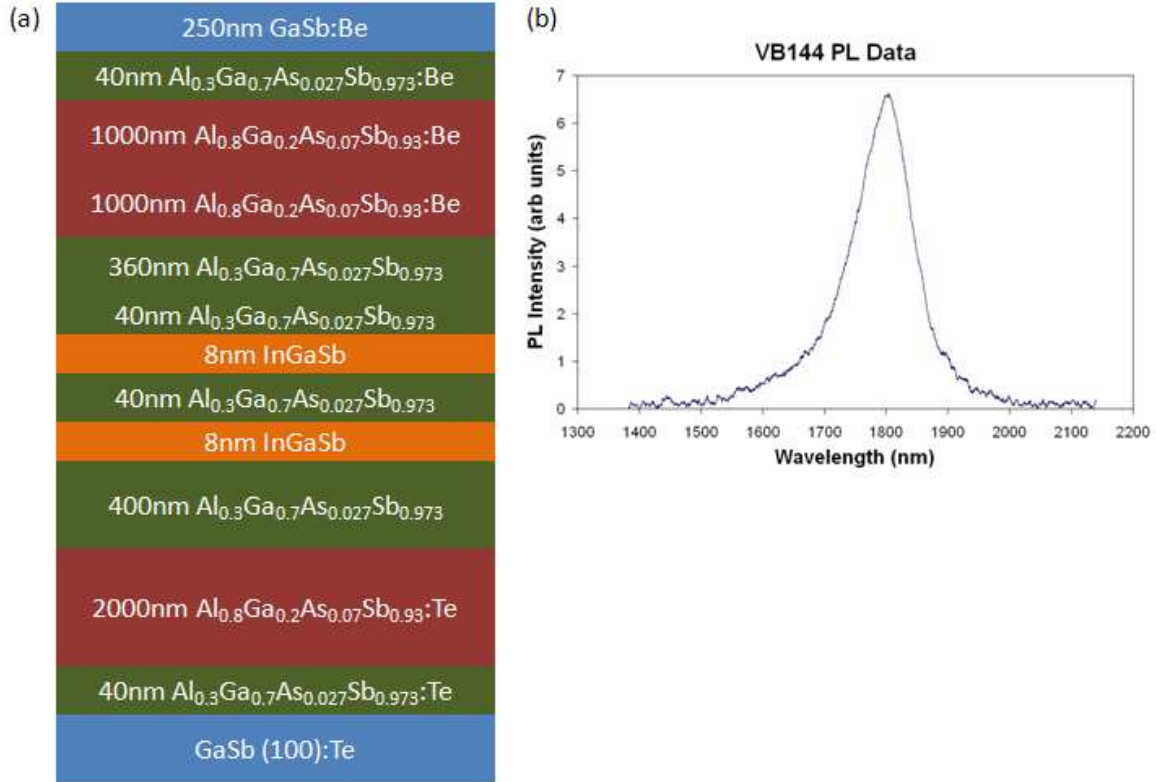 (a)
250nm GaSb:Be
40nm Al0.3Ga0.7As0.027Sb0.973:Be
1000nm Al0.8Ga0.2As0.07Sb0.93:Be
1000nm Al0.8Ga0.2As0.07Sb0.93:Be
360nm Al0.3Ga0.7As0.027Sb0.973
40nm Al0.3Ga0.7As0.027Sb0.973
8nm InGaSb
40nm Al0.3Ga0.7As0.027Sb0.973
8nm InGaSb
400nm Al0.3Ga0.7As0.027Sb0.973
2000nm Al0.8Ga0.2As0.07Sb0.93:Te
40nm Al0.3Ga0.7As0.027Sb0.973:Te
GaSb (100):Te
(b)
VB144 PL Data
PL Intensity (arb units)
7
6
5
4
3
2
1
0
1300 1400 1500 1600 1700 1800 1900 2000 2100 2200
Wavelength (nm)